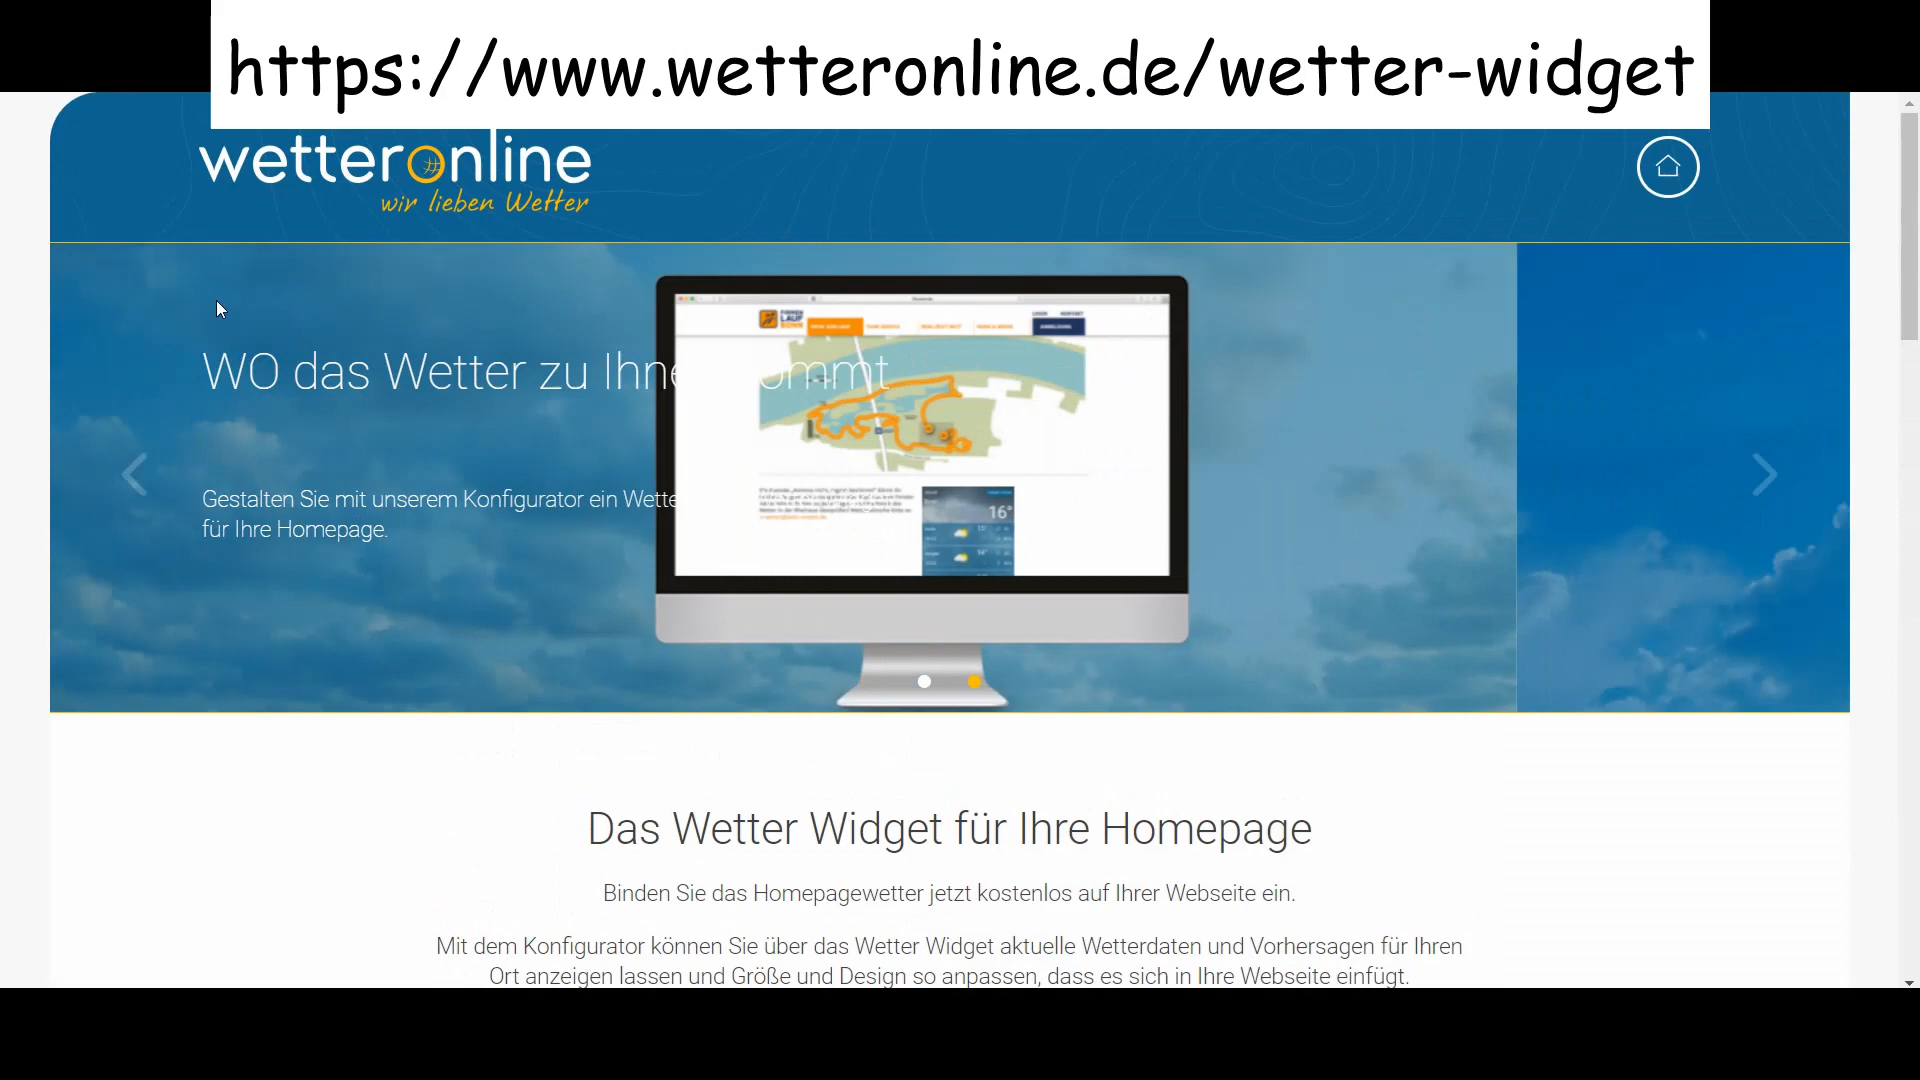 https://www.wetteronline.de/wetter-widget
wetteronline
wir lieben Wetter
WO das Wetter zu Ihne ommt
Gestalten Sie mit unserem Konfigurator ein Wette
für Ihre Homepage.
16°
Das Wetter Widget für Ihre Homepage
Binden Sie das Homepagewetter jetzt kostenlos auf Ihrer Webseite ein.
Mit dem Konfigurator können Sie über das Wetter Widget aktuelle Wetterdaten und Vorhersagen für Ihren
Ort anzeigen lassen und Größe und Design so anpassen, dass es sich in Ihre Webseite einfügt.